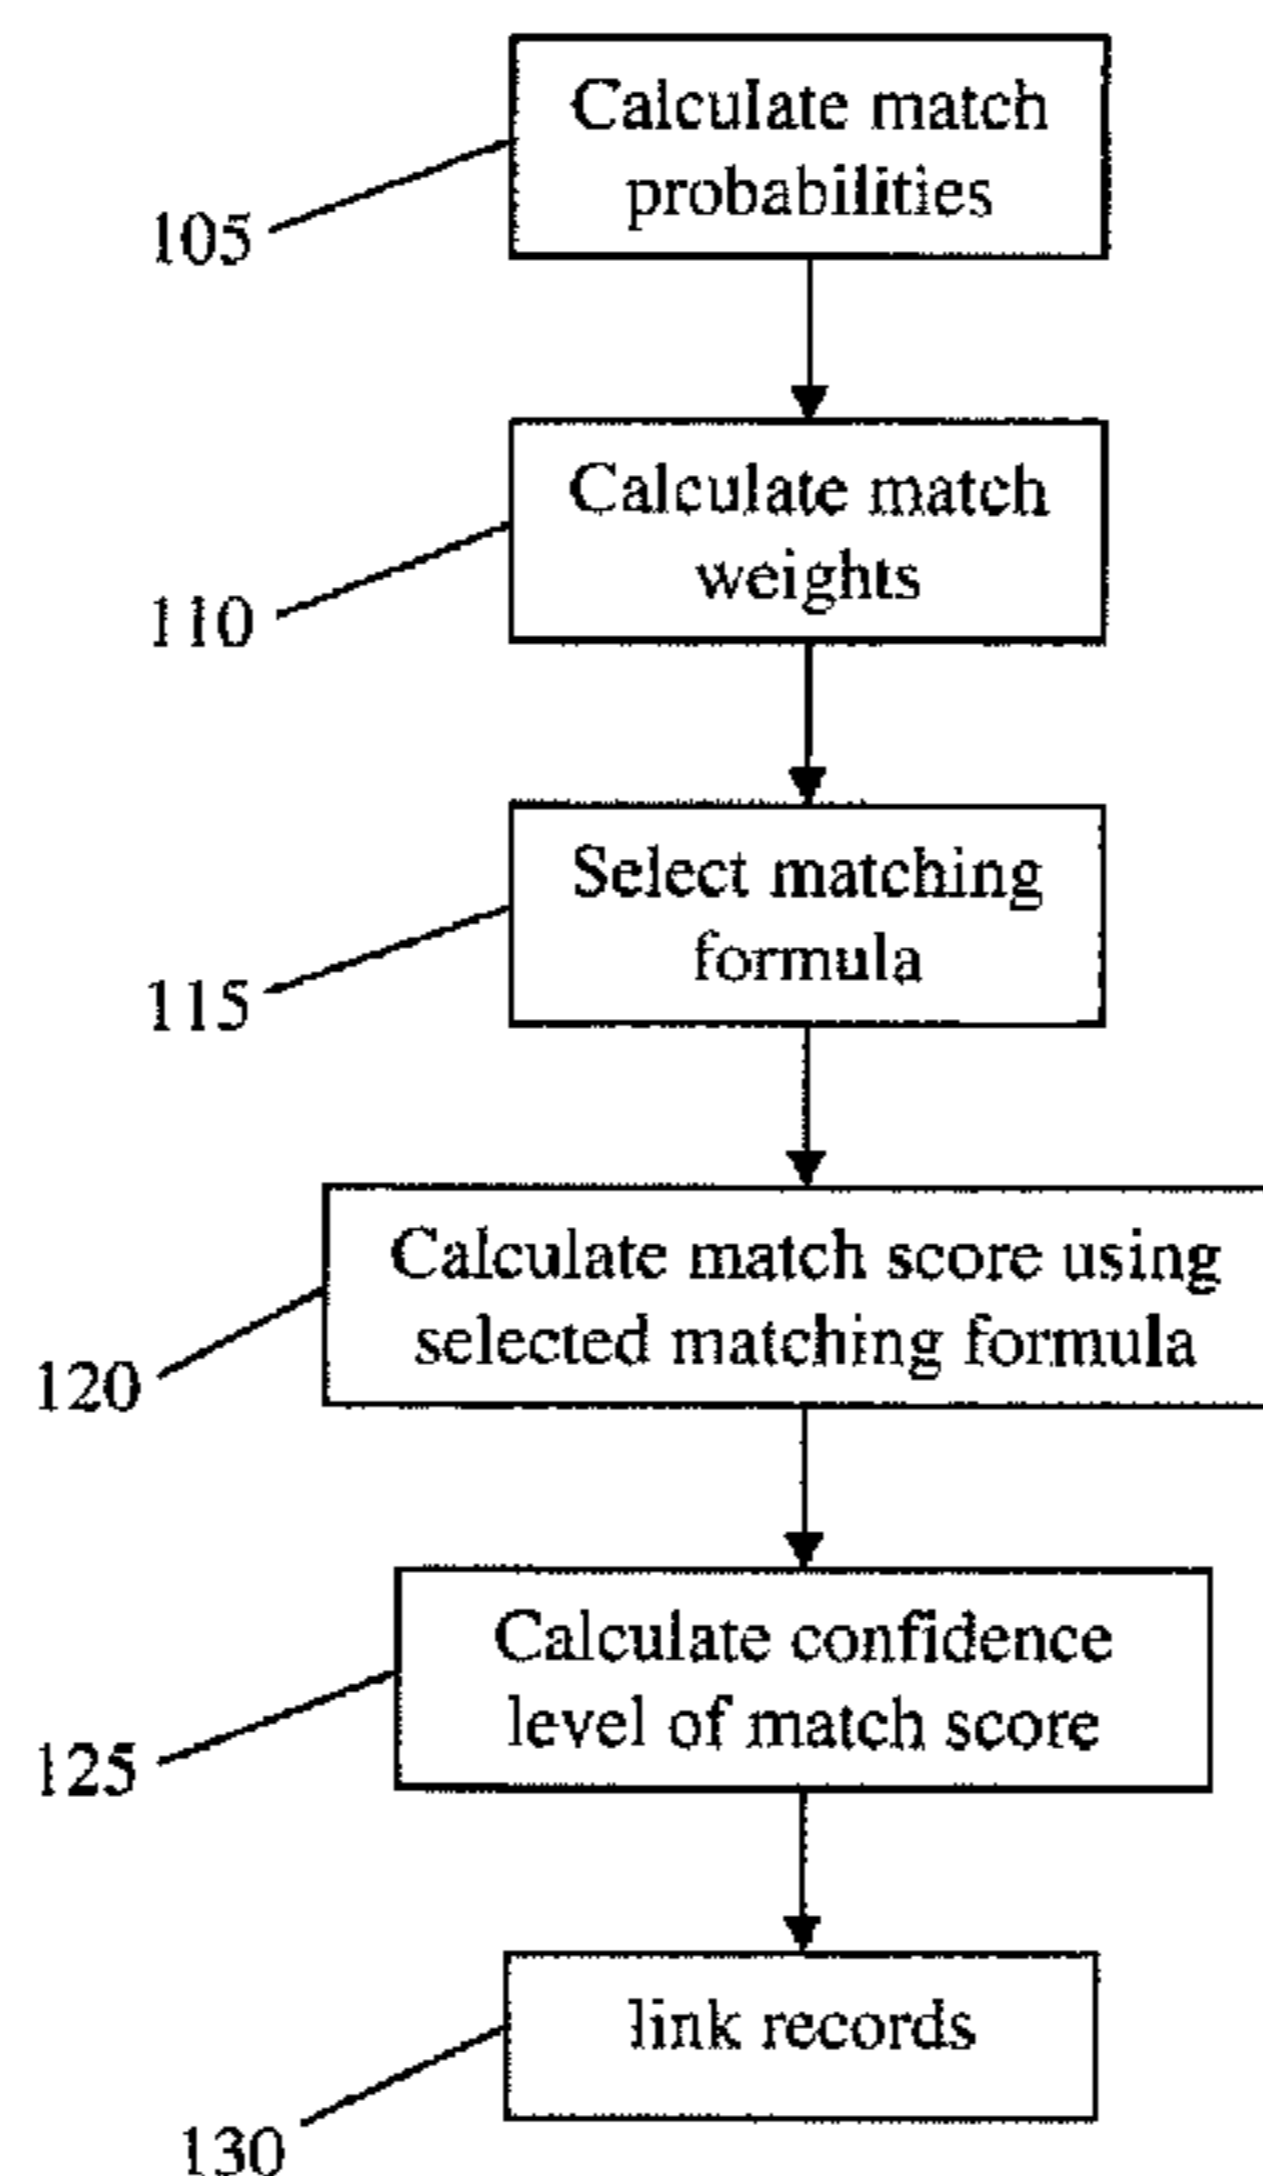 Calculate match
probabilities
105
Calculate match
weights
110
Select matching
formula
115
Calculate match score using
selected matching formula
120
Calculate confidence
level of match score
125
link records
130